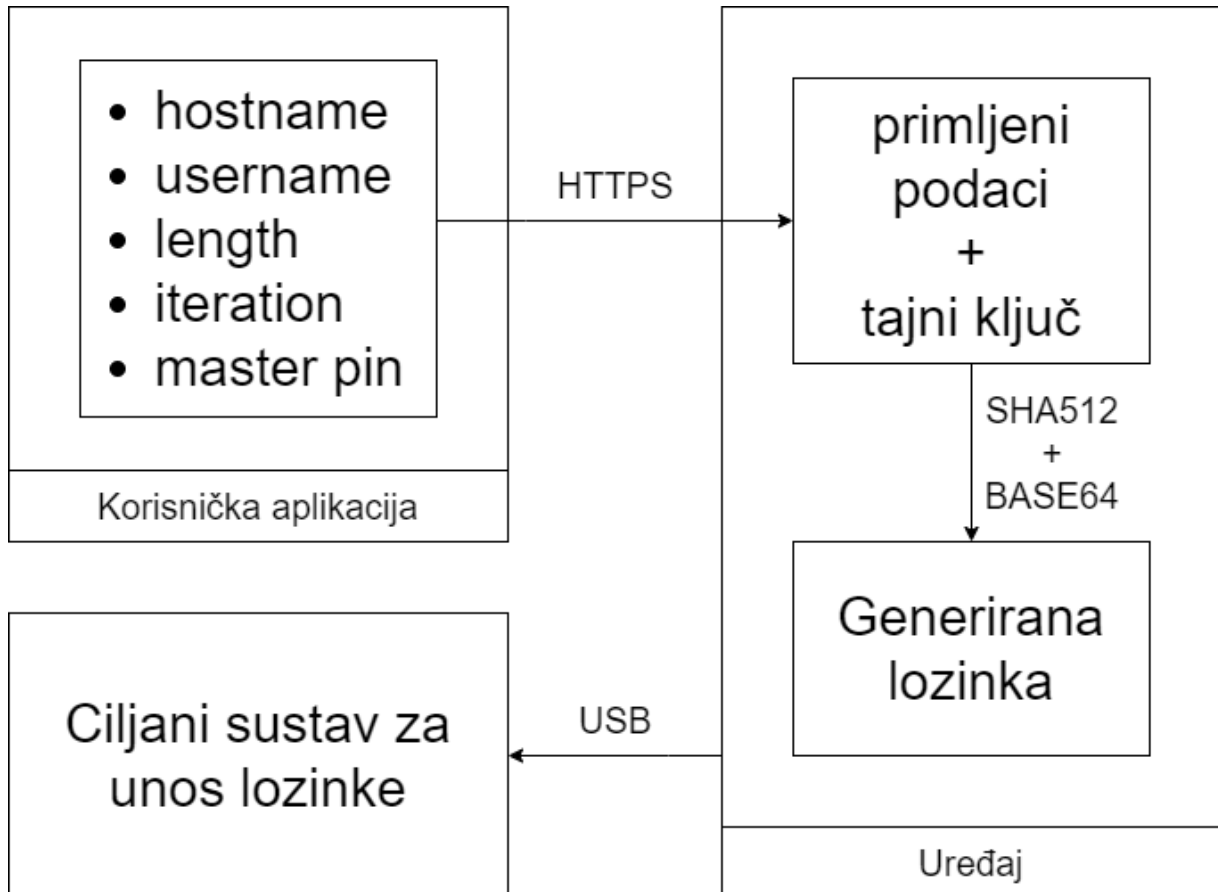 • hostname
• username
• length
• iteration
• master pin
Korisnička aplikacija
HTTPS
primljeni
podaci
+
tajni ključ
SHA512
+
BASE64
Generirana
lozinka
Uređaj
USB
Ciljani sustav za
unos lozinke